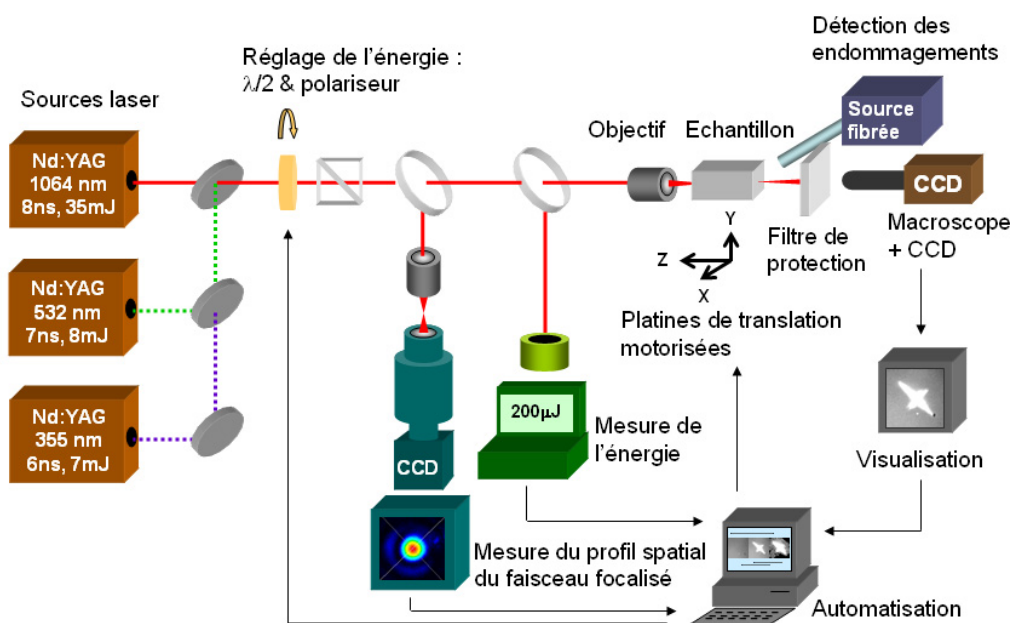 Sources laser
Nd:YAG
1064 nm
8ns, 35mJ
Nd:YAG
532 nm
7ns, 8mJ
Nd:YAG
355 nm
6ns, 7mJ
Réglage de l'énergie :
λ/2 & polariseur
Objectif
Echantillon
Détection des
endommagements
Source
fibrée
CCD
Macroscope
+ CCD
Filtre de
protection
Y
Z
X
Platines de translation
motorisées
200µJ
Mesure de
l'énergie
CCD
Mesure du profil spatial
du faisceau focalisé
Visualisation
Automatisation